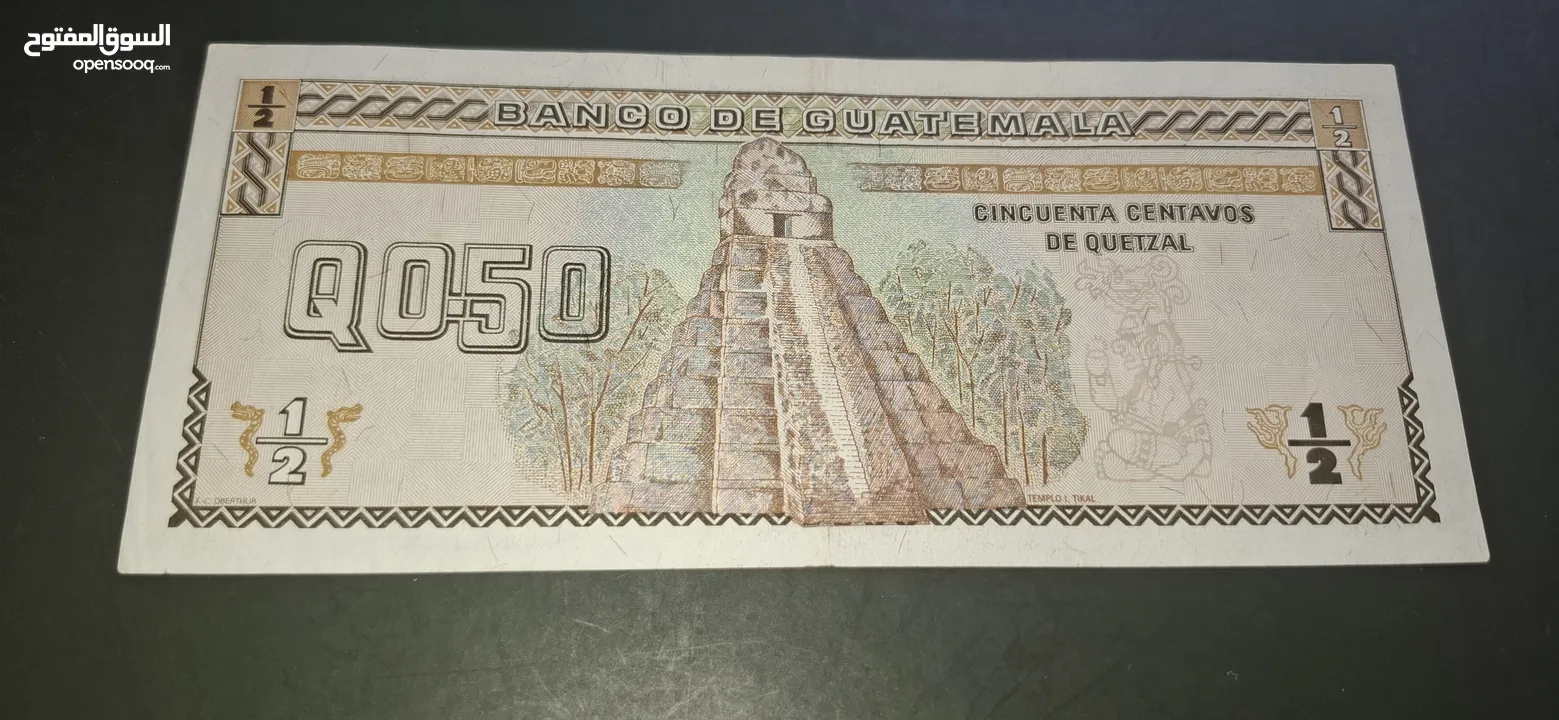 السوق المفتوح
opensooq.com
1/2
BANCO DE GUATEMALA
1/2
CINCUENTA CENTAVOS
DE QUETZAL
Q0.50
1/2
1/2
F.-C. OBERTHUR
TEMPLO I, TIKAL